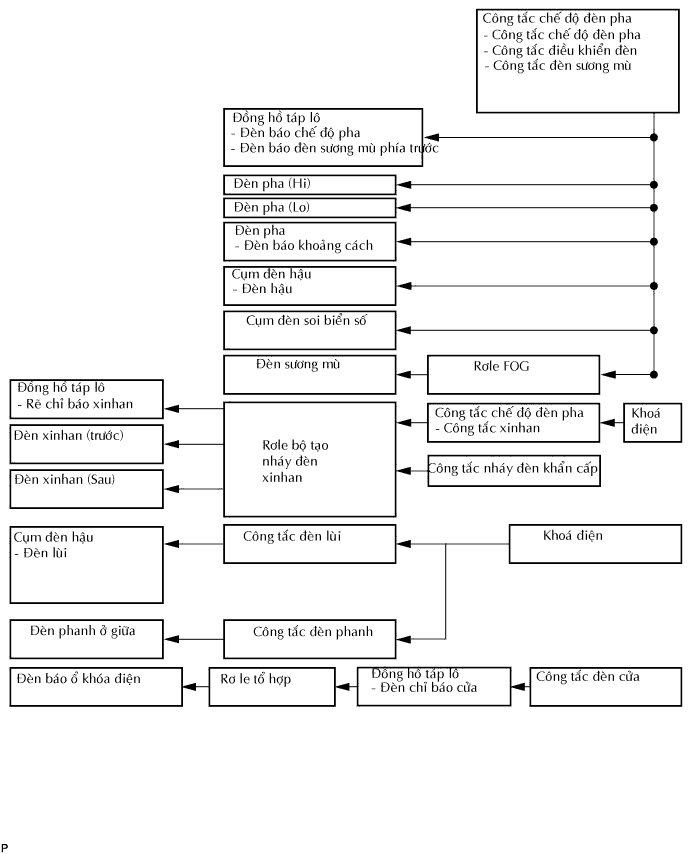 Công tắc chế độ đèn pha
- Công tắc chế độ đèn pha
- Công tắc điều khiển đèn
- Công tắc đèn sương mù
Đồng hồ táp lô
- Đèn báo chế độ pha
- Đèn báo đèn sương mù phía trước
Đèn pha (Hi)
Đèn pha (Lo)
Đèn pha
- Đèn báo khoảng cách
Cụm đèn hậu
- Đèn hậu
Cụm đèn soi biển số
Đèn sương mù
Rơle FOG
Đồng hồ táp lô
- Rẽ chỉ báo xinhan
Đèn xinhan (trước)
Đèn xinhan (Sau)
Rơle bộ tạo
nháy đèn
xinhan
Công tắc chế độ đèn pha
- Công tắc xinhan
Khoá
điện
Công tắc nháy đèn khẩn cấp
Cụm đèn hậu
- Đèn lùi
Công tắc đèn lùi
Khoá điện
Đèn phanh ở giữa
Công tắc đèn phanh
Đèn báo ổ khóa điện
Rơ le tổ hợp
Đồng hồ táp lô
- Đèn chỉ báo cửa
Công tắc đèn cửa
P